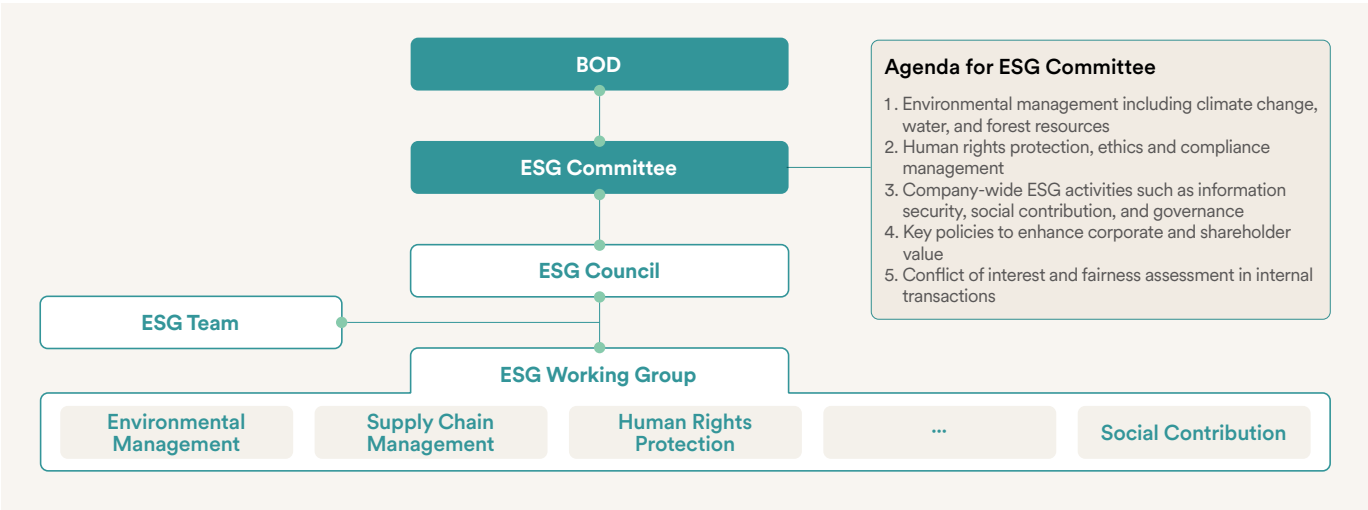 BOD
ESG Committee
Agenda for ESG Committee
1. Environmental management including climate change,
water, and forest resources
2. Human rights protection, ethics and compliance
management
3. Company-wide ESG activities such as information
security, social contribution, and governance
4. Key policies to enhance corporate and shareholder
value
5. Conflict of interest and fairness assessment in internal
transactions
ESG Council
ESG Team
ESG Working Group
Environmental
Management
Supply Chain
Management
Human Rights
Protection
...
Social Contribution